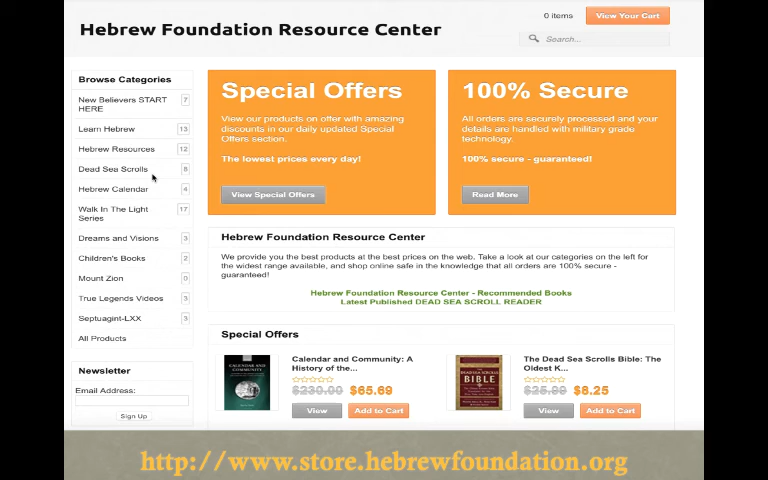 Hebrew Foundation Resource Center
0 items
View Your Cart
Search...
Browse Categories
New Believers START
HERE
7
Learn Hebrew
13
Hebrew Resources
12
Dead Sea Scrolls
8
Hebrew Calendar
4
Walk In The Light
Series
17
Dreams and Visions
3
Children's Books
2
Mount Zion
0
True Legends Videos
3
Septuagint-LXX
3
All Products
Newsletter
Email Address:
Sign Up
Special Offers
View our products on offer with amazing
discounts in our daily updated Special
Offers section.
The lowest prices every day!
View Special Offers
100% Secure
All orders are securely processed and your
details are handled with military grade
technology.
100% secure - guaranteed!
Read More
Hebrew Foundation Resource Center
We provide you the best products at the best prices on the web. Take a look at our categories on the left for
the widest range available, and shop online safe in the knowledge that all orders are 100% secure -
guaranteed!
Hebrew Foundation Resource Center - Recommended Books
Latest Published DEAD SEA SCROLL READER
Special Offers
CALENDAR AND
COMMUNITY
Calendar and Community: A
History of the...
$230.00 $65.69
View
Add to Cart
BIBLE
The Dead Sea Scrolls Bible: The
Oldest K...
$25.99 $8.25
View
Add to Cart
http://www.store.hebrewfoundation.org